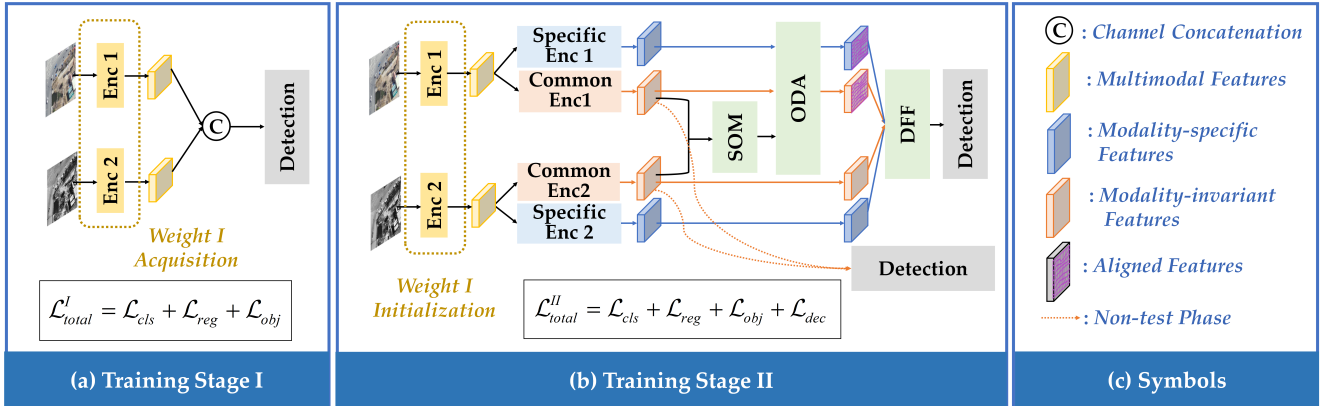 Enc 1
Enc 2
C
Detection
Weight I
Acquisition
ℒ^I_total = ℒ_cls + ℒ_reg + ℒ_obj
(a) Training Stage I
Enc 1
Enc 2
Weight I
Initialization
Specific
Enc 1
Common
Enc1
Common
Enc2
Specific
Enc 2
SOM
ODA
DFF
Detection
Detection
ℒ^II_total = ℒ_cls + ℒ_reg + ℒ_obj + ℒ_dec
(b) Training Stage II
C : Channel Concatenation
: Multimodal Features
: Modality-specific
Features
: Modality-invariant
Features
: Aligned Features
: Non-test Phase
(c) Symbols